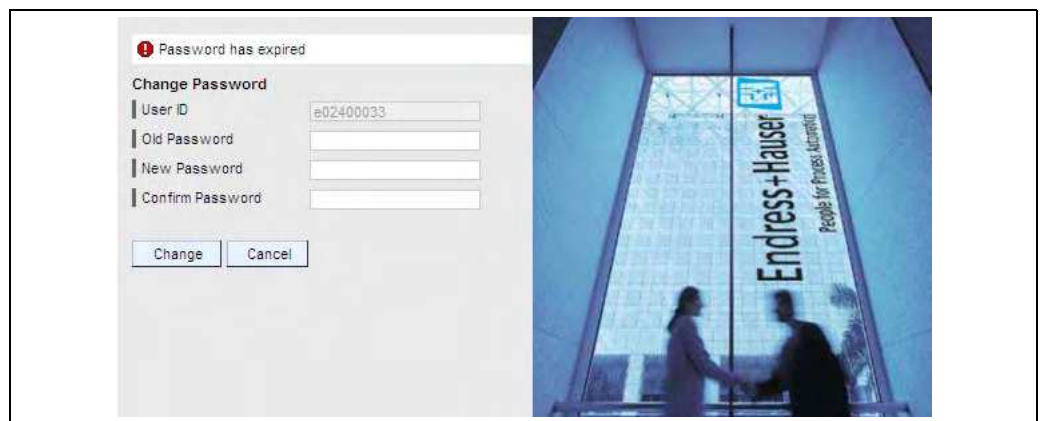 Password has expired
Change Password
User ID e02400033
Old Password
New Password
Confirm Password
Change Cancel
Endress+Hauser EH
People for Process Automation